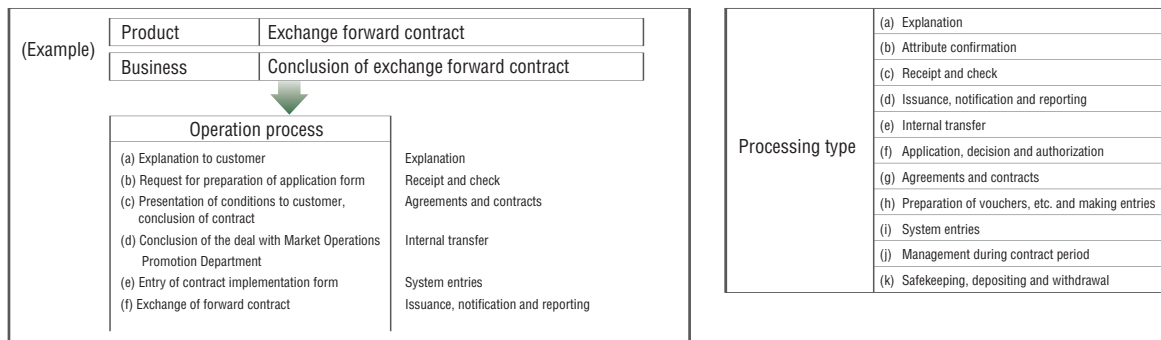 (Example)
Product Exchange forward contract
Business Conclusion of exchange forward contract
Operation process
(a) Explanation to customer Explanation
(b) Request for preparation of application form Receipt and check
(c) Presentation of conditions to customer, Agreements and contracts
conclusion of contract
(d) Conclusion of the deal with Market Operations Internal transfer
Promotion Department
(e) Entry of contract implementation form System entries
(f) Exchange of forward contract Issuance, notification and reporting
Processing type
(a) Explanation
(b) Attribute confirmation
(c) Receipt and check
(d) Issuance, notification and reporting
(e) Internal transfer
(f) Application, decision and authorization
(g) Agreements and contracts
(h) Preparation of vouchers, etc. and making entries
(i) System entries
(j) Management during contract period
(k) Safekeeping, depositing and withdrawal